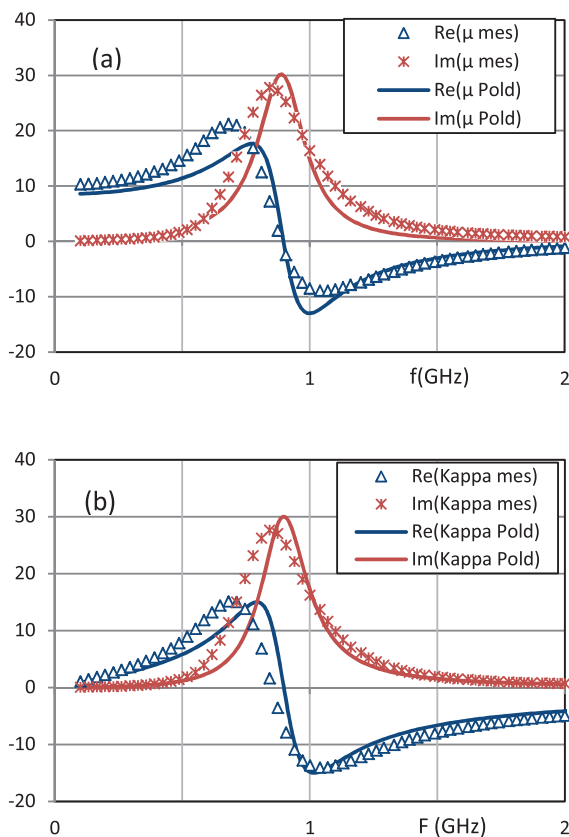 40
30
20
10
0
-10
-20
(a)
Re(μ mes)
Im(μ mes)
Re(μ Pold)
Im(μ Pold)
0
1
f(GHz)
2
40
30
20
10
0
-10
-20
(b)
Re(Kappa mes)
Im(Kappa mes)
Re(Kappa Pold)
Im(Kappa Pold)
0
1
F (GHz)
2